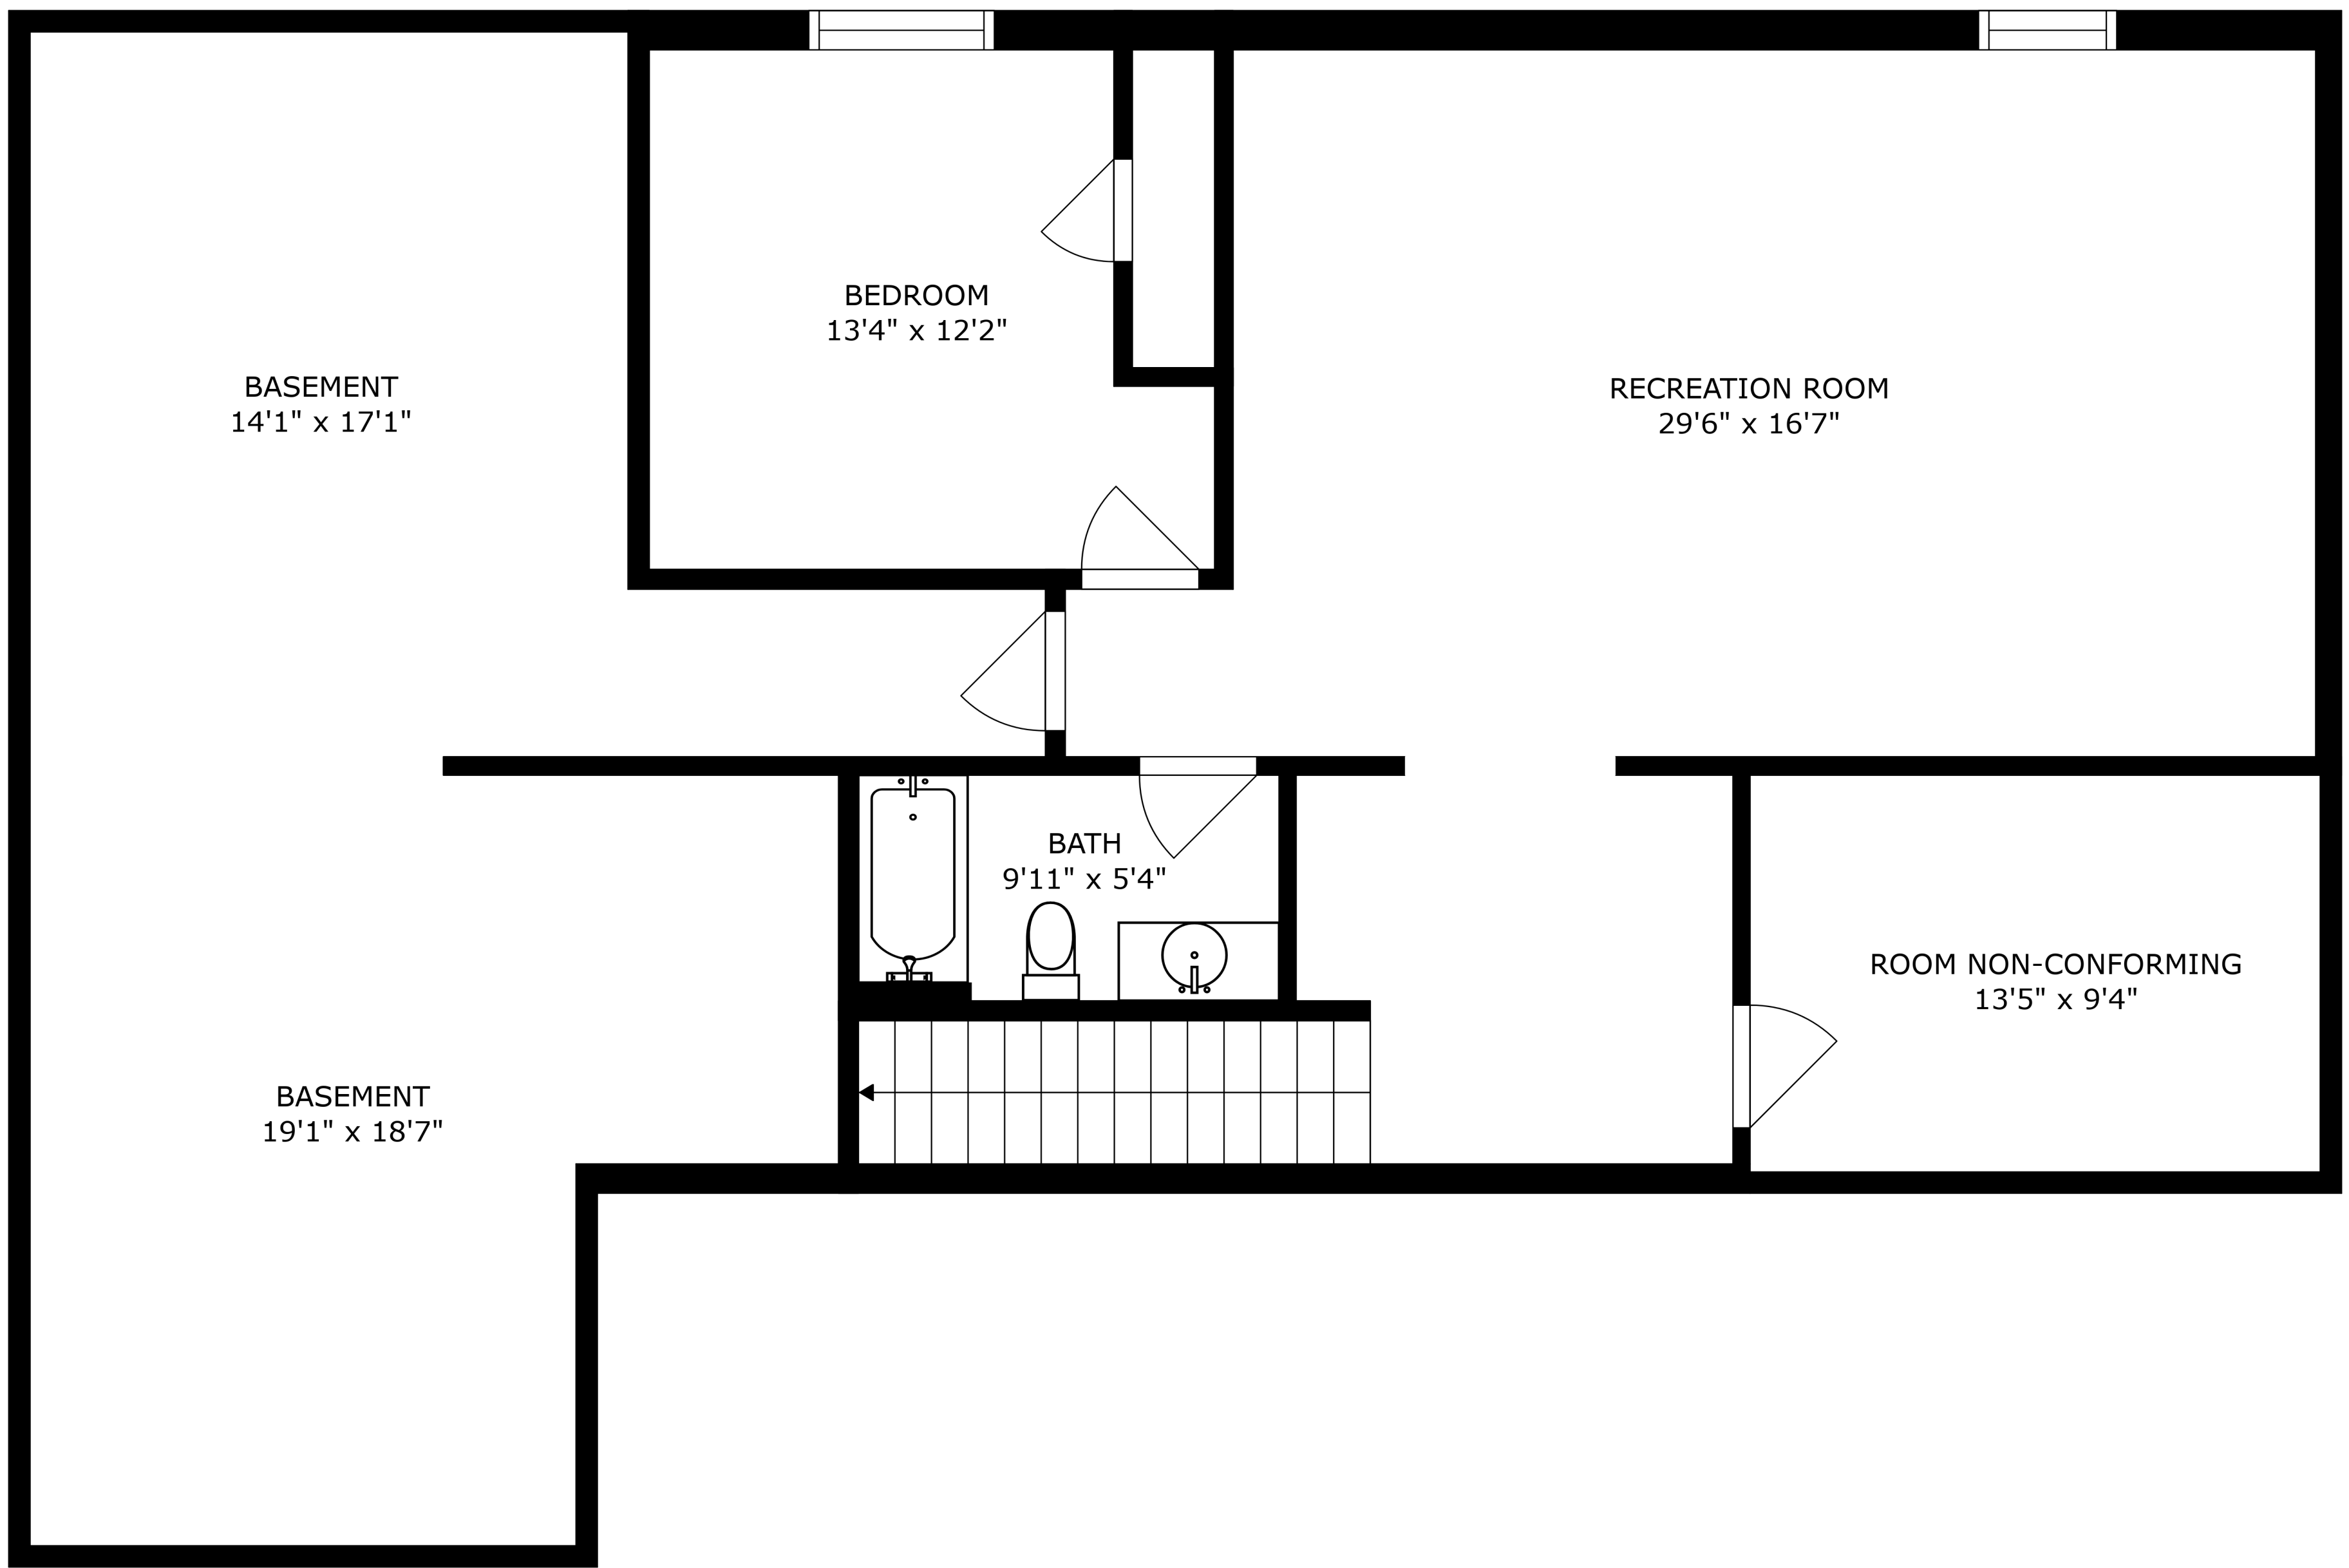 BEDROOM
13'4" x 12'2"
BASEMENT
14'1" x 17'1"
RECREATION ROOM
29'6" x 16'7"
BATH
9'11" x 5'4"
ROOM NON-CONFORMING
13'5" x 9'4"
BASEMENT
19'1" x 18'7"